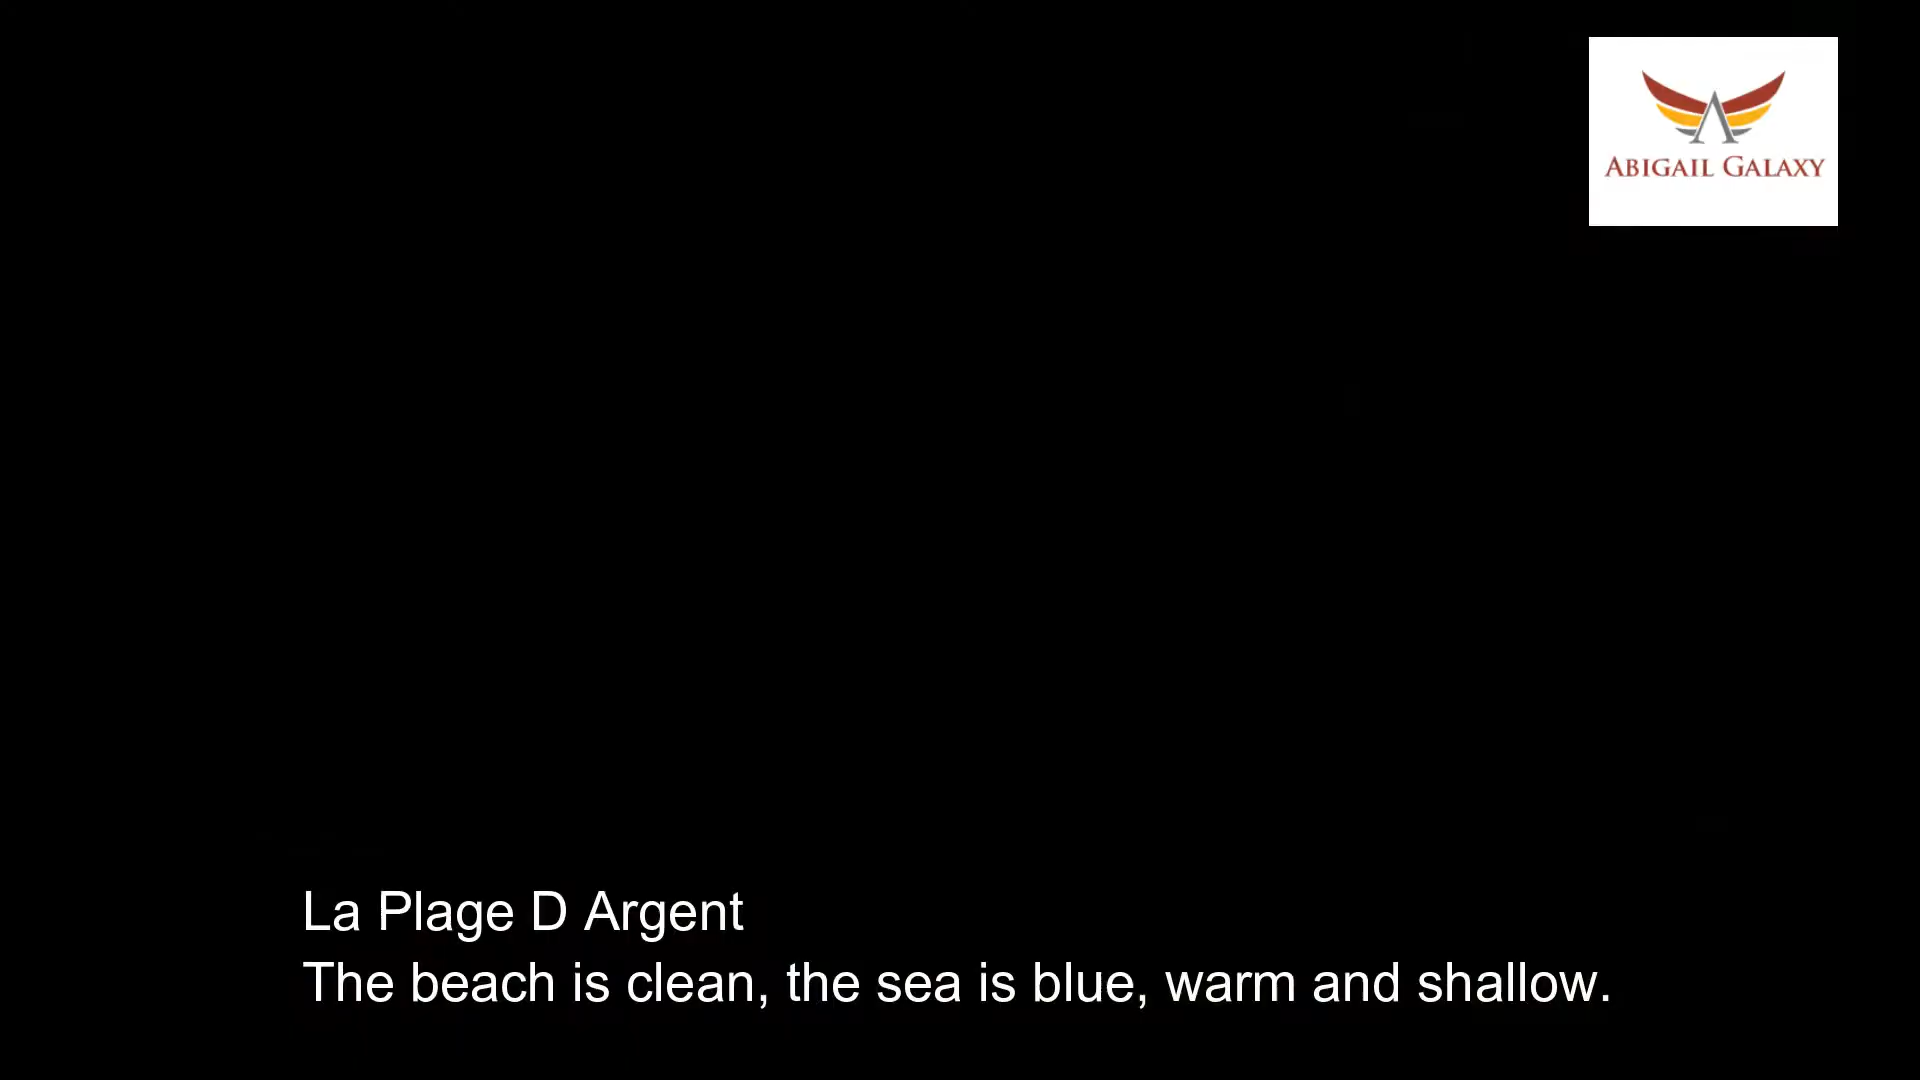 ABIGAIL GALAXY
La Plage D Argent
The beach is clean, the sea is blue, warm and shallow.